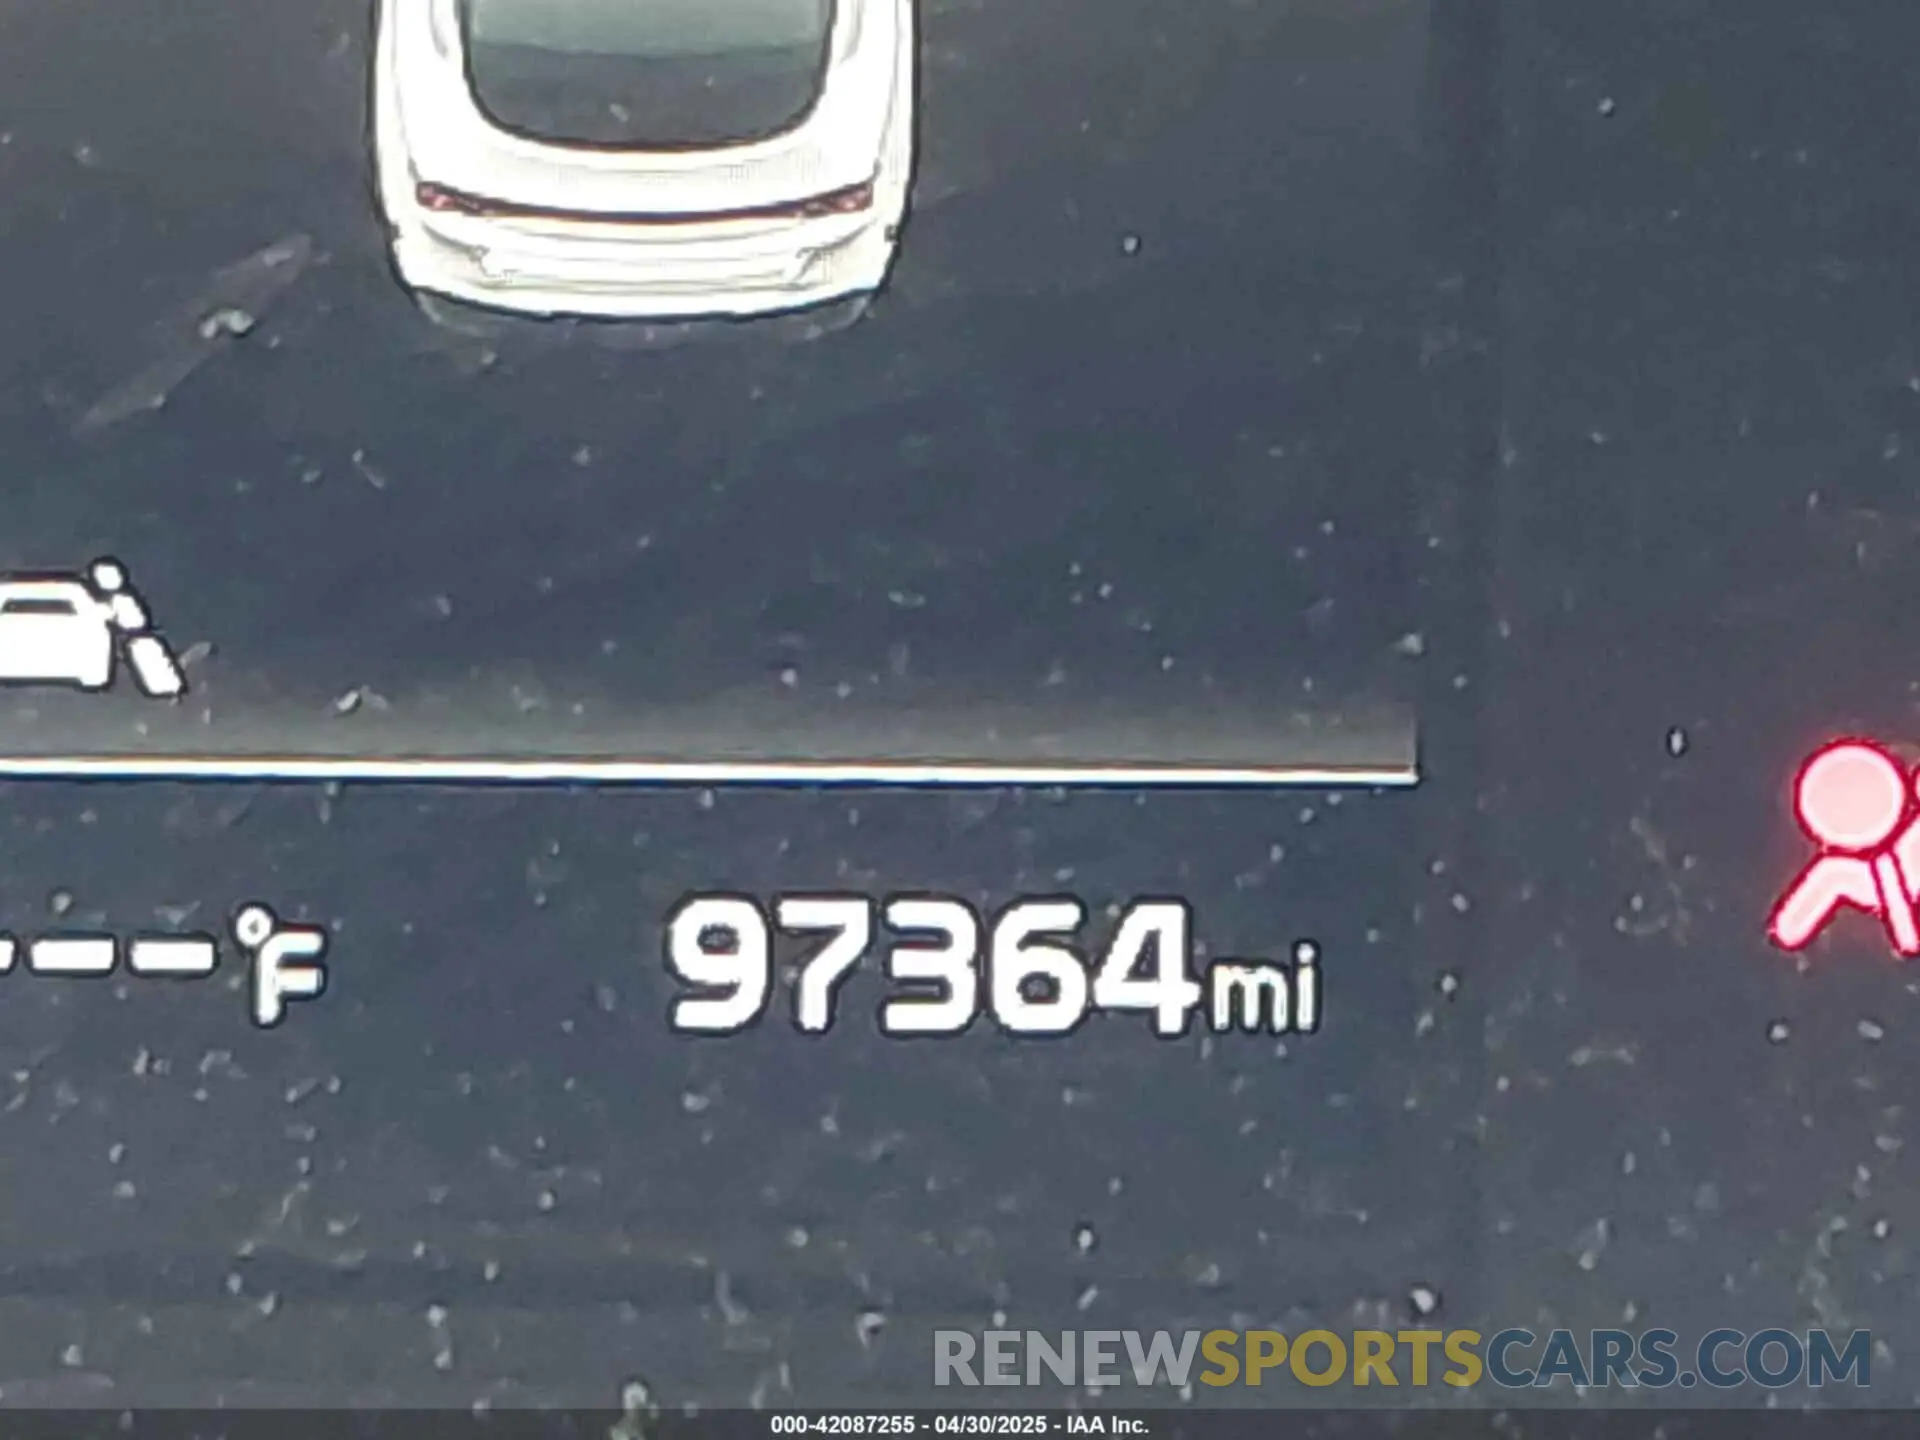 ---°F 97364mi
RENEWSPORTSCARS.COM
000-42087255 - 04/30/2025 - IAA Inc.